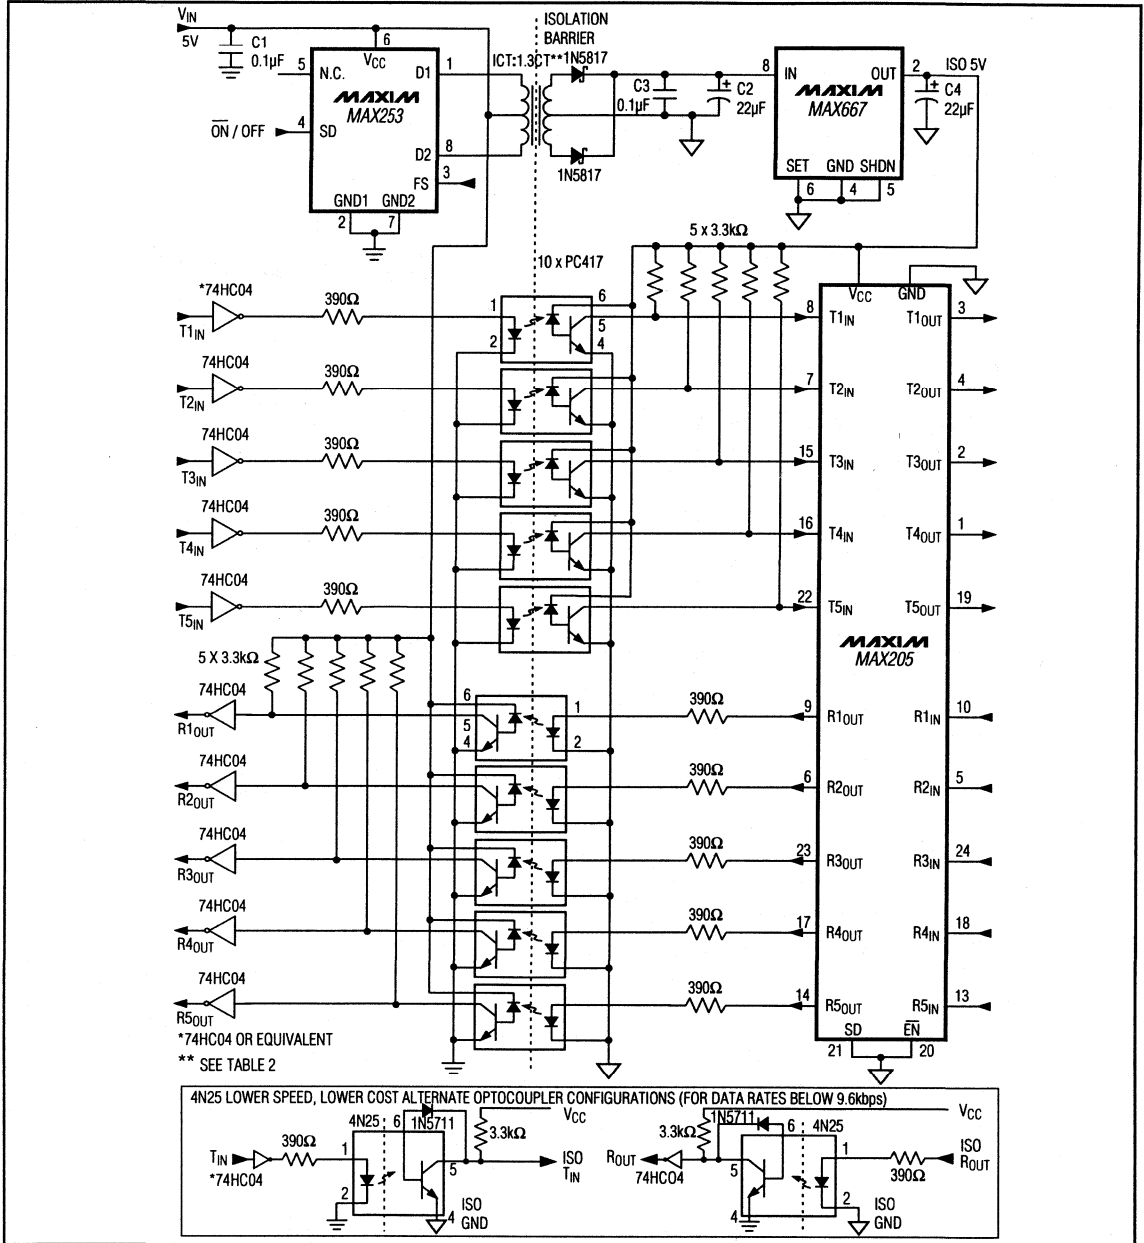 VIN
5V
C1
0.1µF
6
VCC
5
N.C.
D1
1
MAXIM
MAX253
ON / OFF
4
SD
D2
8
FS
3
GND1
GND2
2
7
ISOLATION
BARRIER
ICT:1.3CT**
1N5817
1N5817
C3
0.1µF
C2
22µF
+
8
IN
OUT
2
ISO 5V
MAXIM
MAX667
+
C4
22µF
SET
GND
SHDN
6
4
5
5 x 3.3kΩ
10 x PC417
*74HC04
T1IN
390Ω
1
2
6
5
4
8
T1IN
VCC
GND
T1OUT
3
74HC04
T2IN
390Ω
7
T2IN
T2OUT
4
74HC04
T3IN
390Ω
15
T3IN
T3OUT
2
74HC04
T4IN
390Ω
16
T4IN
T4OUT
1
74HC04
T5IN
390Ω
22
T5IN
T5OUT
19
MAXIM
MAX205
5 X 3.3kΩ
74HC04
R1OUT
6
5
4
1
2
390Ω
9
R1OUT
R1IN
10
74HC04
R2OUT
390Ω
6
R2OUT
R2IN
5
74HC04
R3OUT
390Ω
23
R3OUT
R3IN
24
74HC04
R4OUT
390Ω
17
R4OUT
R4IN
18
74HC04
R5OUT
390Ω
14
R5OUT
R5IN
13
SD
EN
21
20
*74HC04 OR EQUIVALENT
** SEE TABLE 2
4N25 LOWER SPEED, LOWER COST ALTERNATE OPTOCOUPLER CONFIGURATIONS (FOR DATA RATES BELOW 9.6kbps)
TIN
*74HC04
390Ω
4N25
1
2
6
1N5711
5
4
3.3kΩ
VCC
ISO
TIN
ISO
GND
ROUT
74HC04
3.3kΩ
1N5711
6
5
4
4N25
1
2
390Ω
VCC
ISO
ROUT
ISO
GND